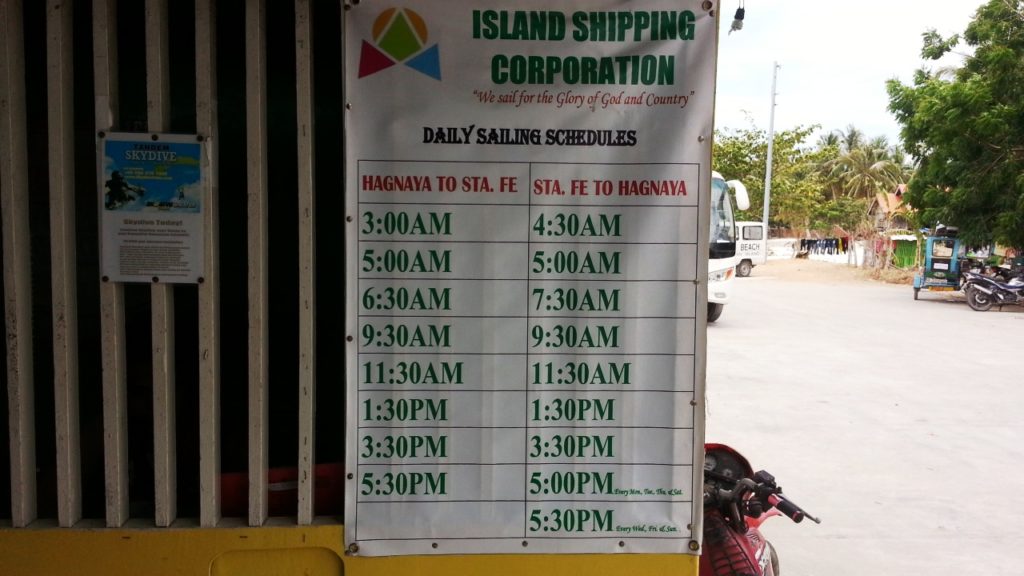 ISLAND SHIPPING
CORPORATION
"We sail for the Glory of God and Country"
DAILY SAILING SCHEDULES
HAGNAYA TO STA. FE STA. FE TO HAGNAYA
3:00AM 4:30AM
5:00AM 5:00AM
6:30AM 7:30AM
9:30AM 9:30AM
11:30AM 11:30AM
1:30PM 1:30PM
3:30PM 3:30PM
5:30PM 5:00PM Every Mon., Tue., Thu, & Sat.
5:30PM Every Wed., Fri. & Sun.
TANDEM
SKYDIVE
Skydive Today!
BEACH